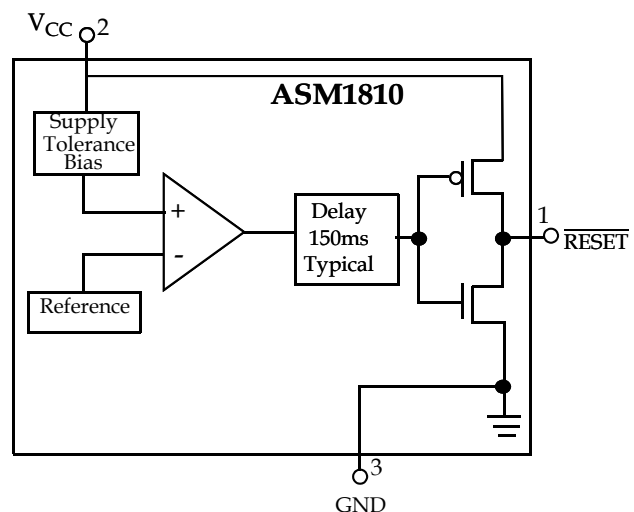 VCC 2
ASM1810
Supply
Tolerance
Bias
+
-
Reference
Delay
150ms
Typical
1
RESET
3
GND